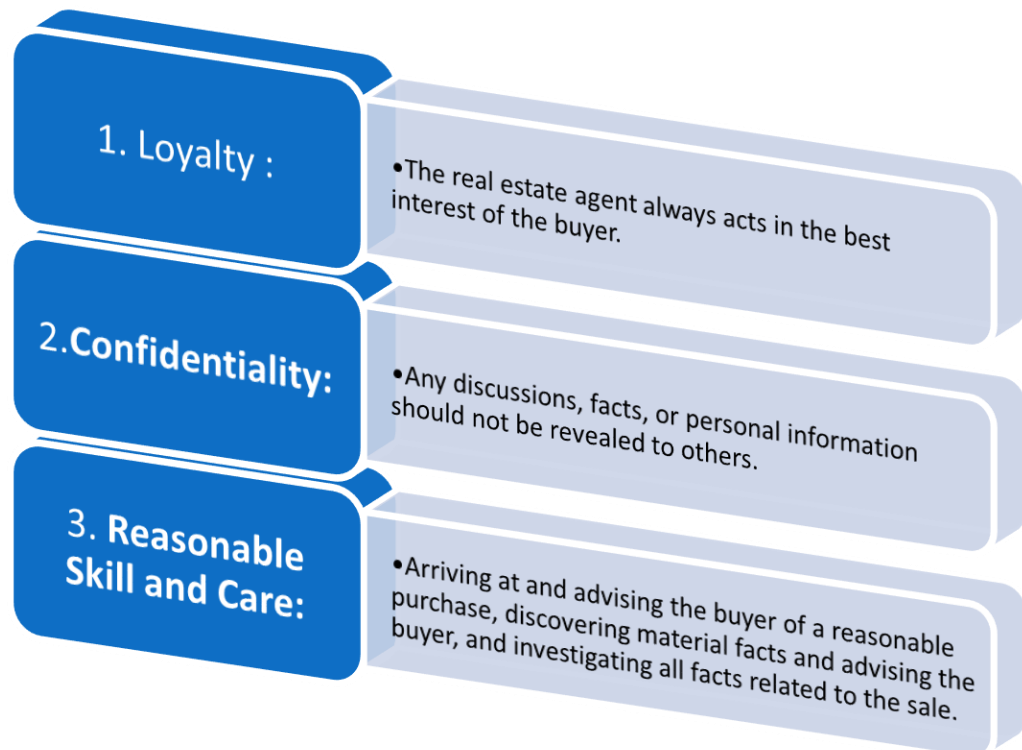 1. Loyalty :
•The real estate agent always acts in the best
interest of the buyer.
2.Confidentiality:
•Any discussions, facts, or personal information
should not be revealed to others.
3. Reasonable
Skill and Care:
•Arriving at and advising the buyer of a reasonable
purchase, discovering material facts and advising the
buyer, and investigating all facts related to the sale.